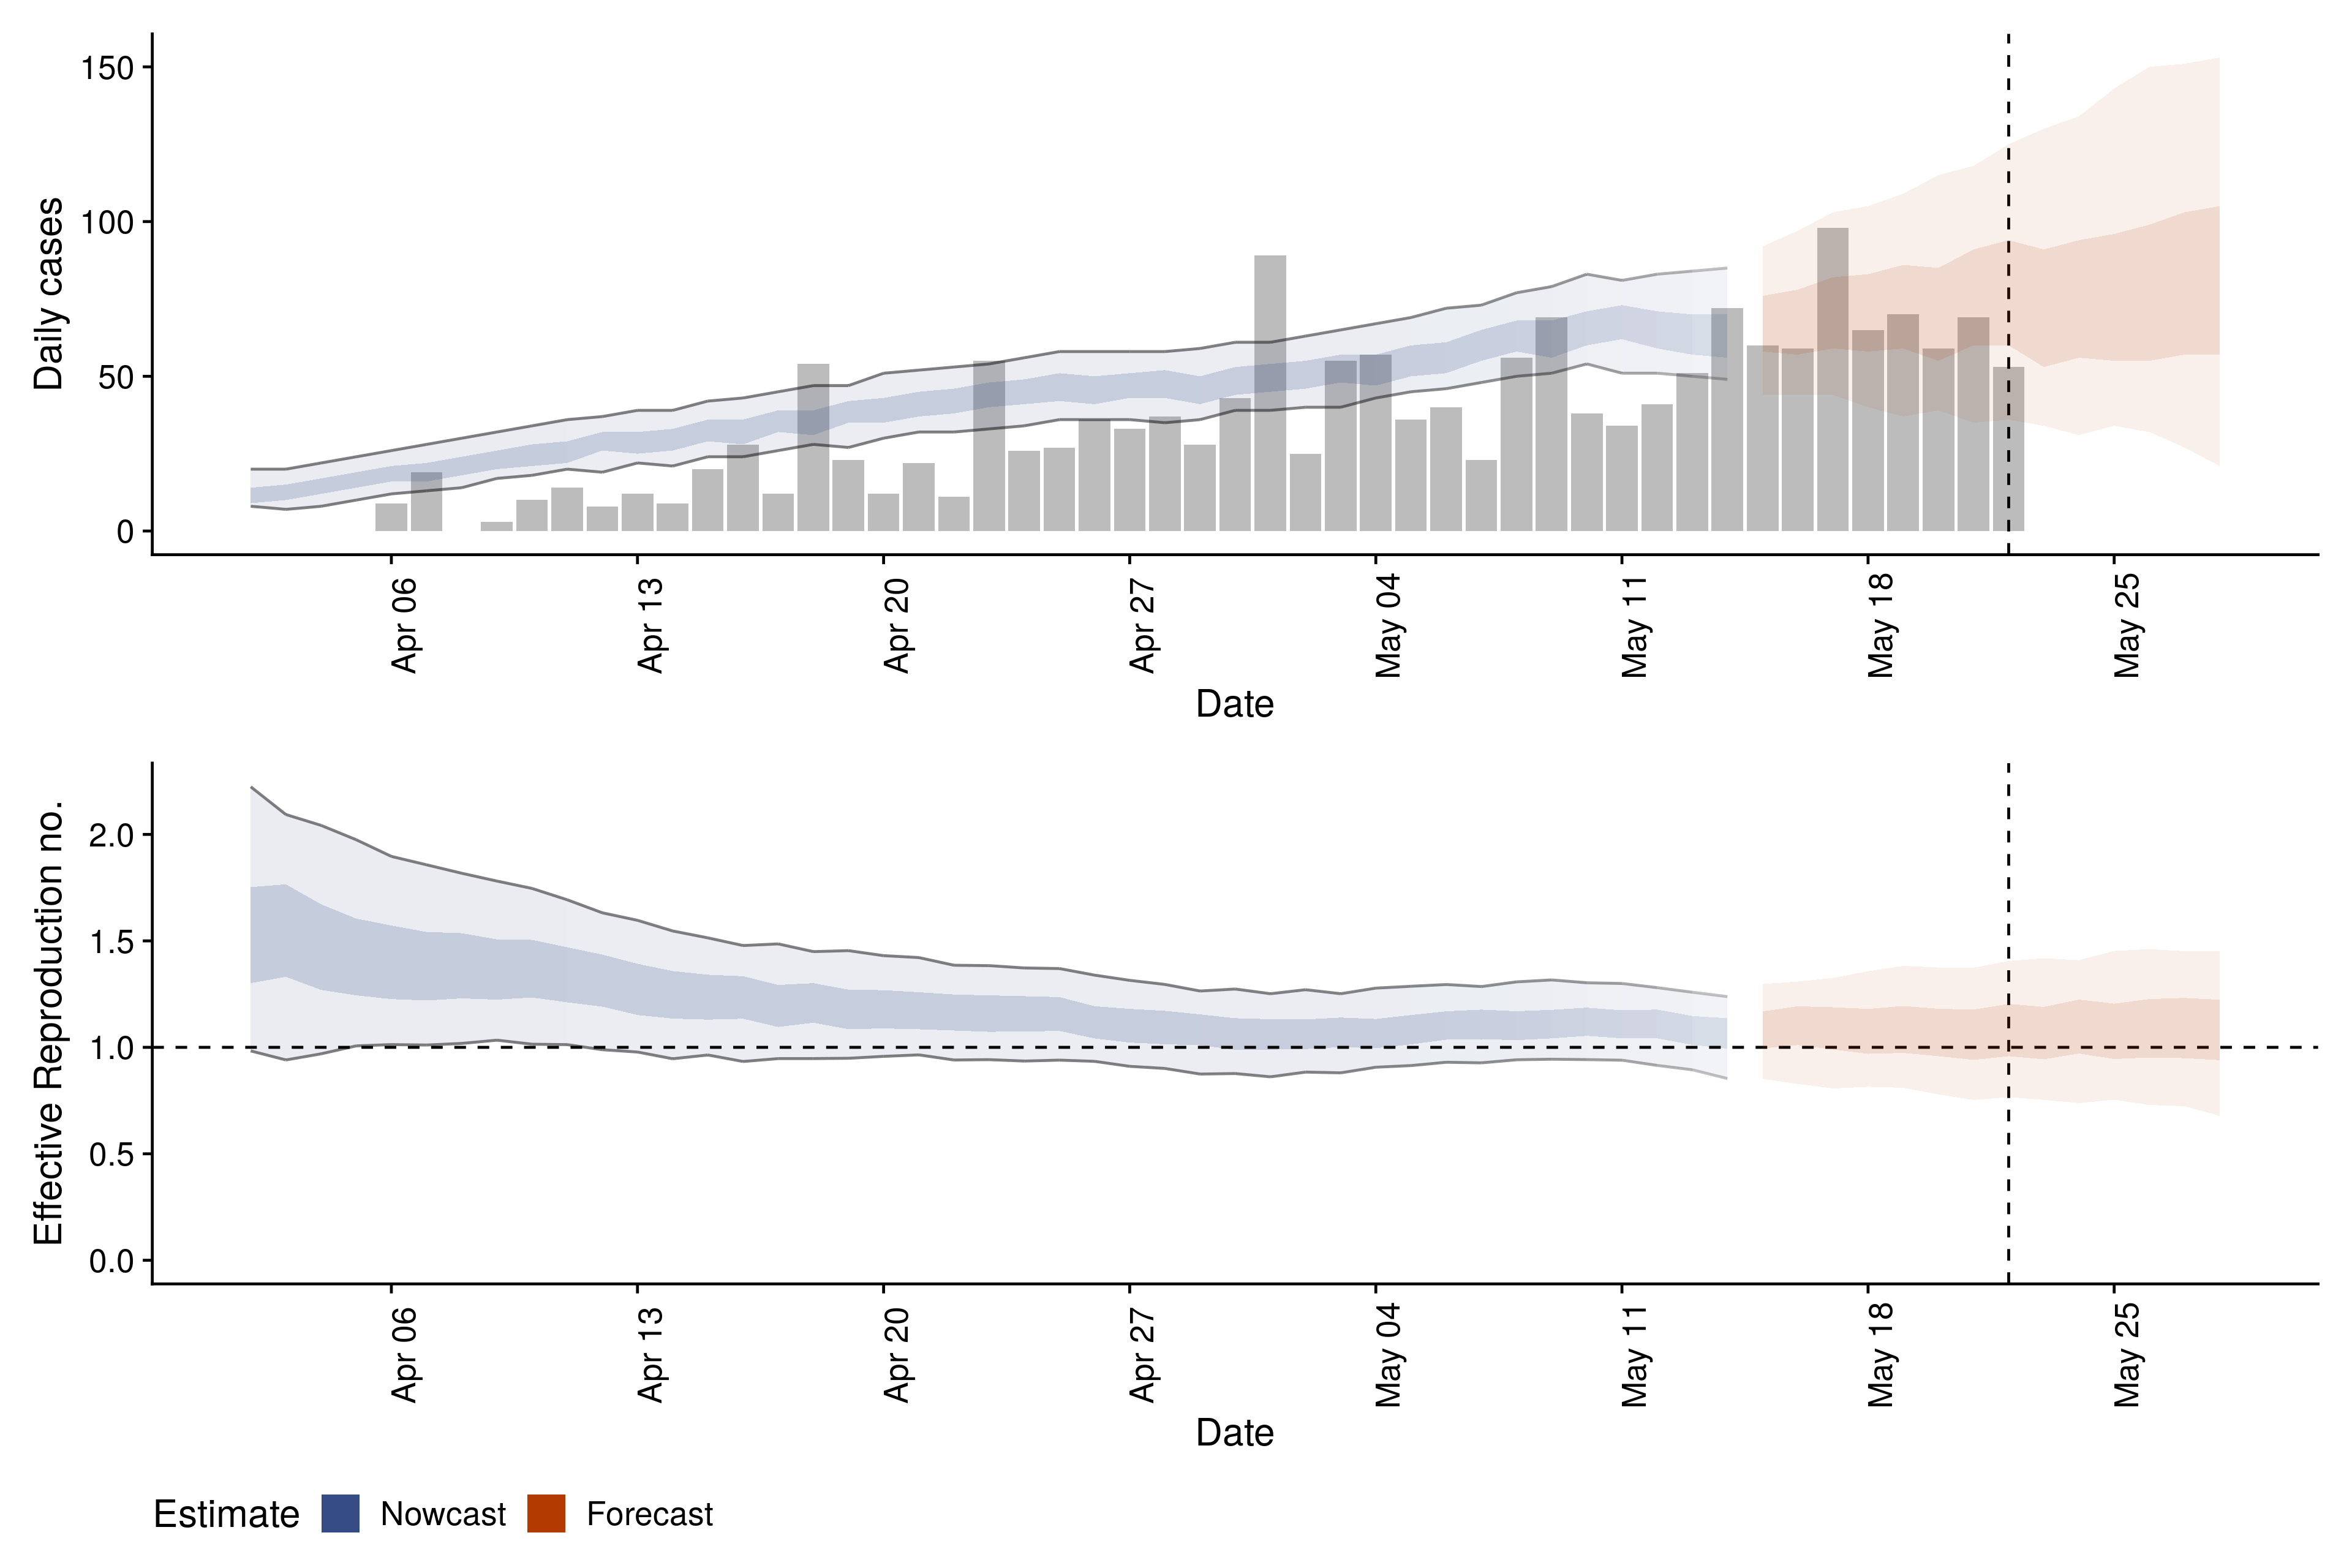 Daily cases
150
100
50
0
Apr 06
Apr 13
Apr 20
Apr 27
May 04
May 11
May 18
May 25
Date
Effective Reproduction no.
2.0
1.5
1.0
0.5
0.0
Apr 06
Apr 13
Apr 20
Apr 27
May 04
May 11
May 18
May 25
Date
Estimate Nowcast Forecast